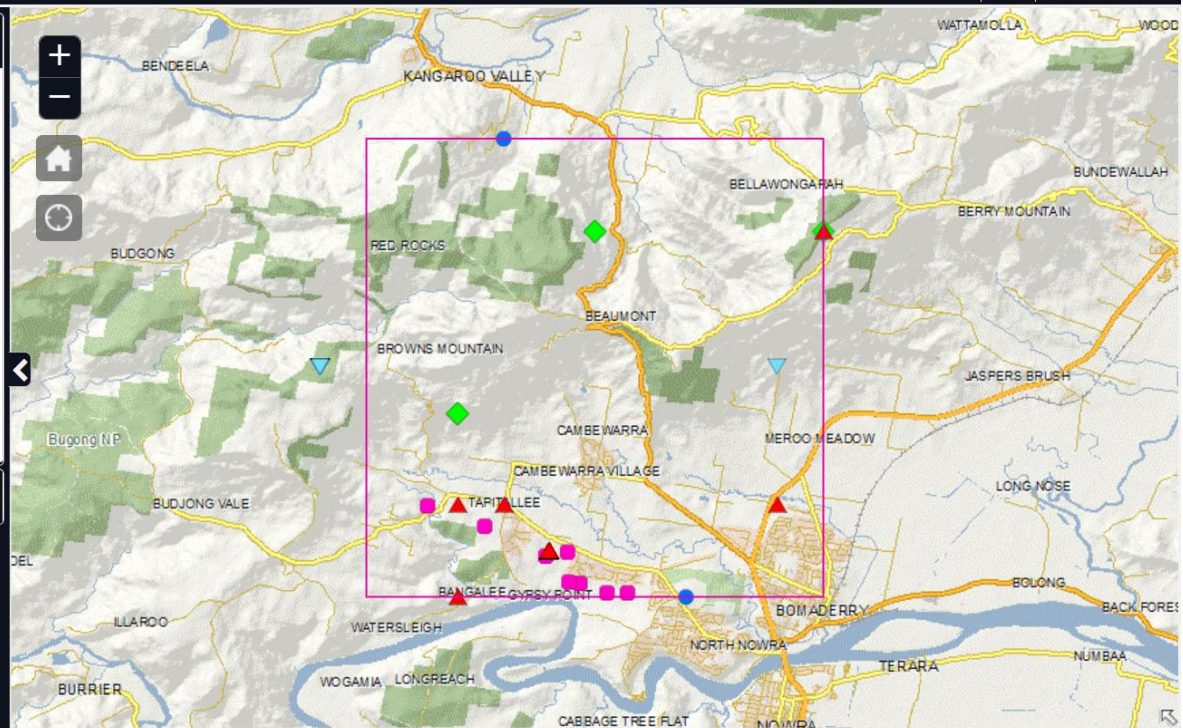 WATTAMOLLA
WOOD
+
BENDEELA
KANGAROO VALLEY
−
BUNDEWALLAH
BELLAWONGARAH
BERRY MOUNTAIN
RED ROCKS
BUDGONG
BEAUMONT
BROWNS MOUNTAIN
JASPERS BRUSH
CAMBEWARRA
MEROO MEADOW
Bugong NP
CAMBEWARRA VILLAGE
LONG NOSE
BUDJONG VALE
TAPITALLEE
DEL
BOLONG
BANGALEE
GYPSY POINT
BOMADERRY
BACK FORES
ILLAROO
WATERSLEIGH
NORTH NOWRA
NUMBAA
TERARA
WOGAMIA
LONGREACH
BURRIER
CABBAGE TREE FLAT
NOWRA